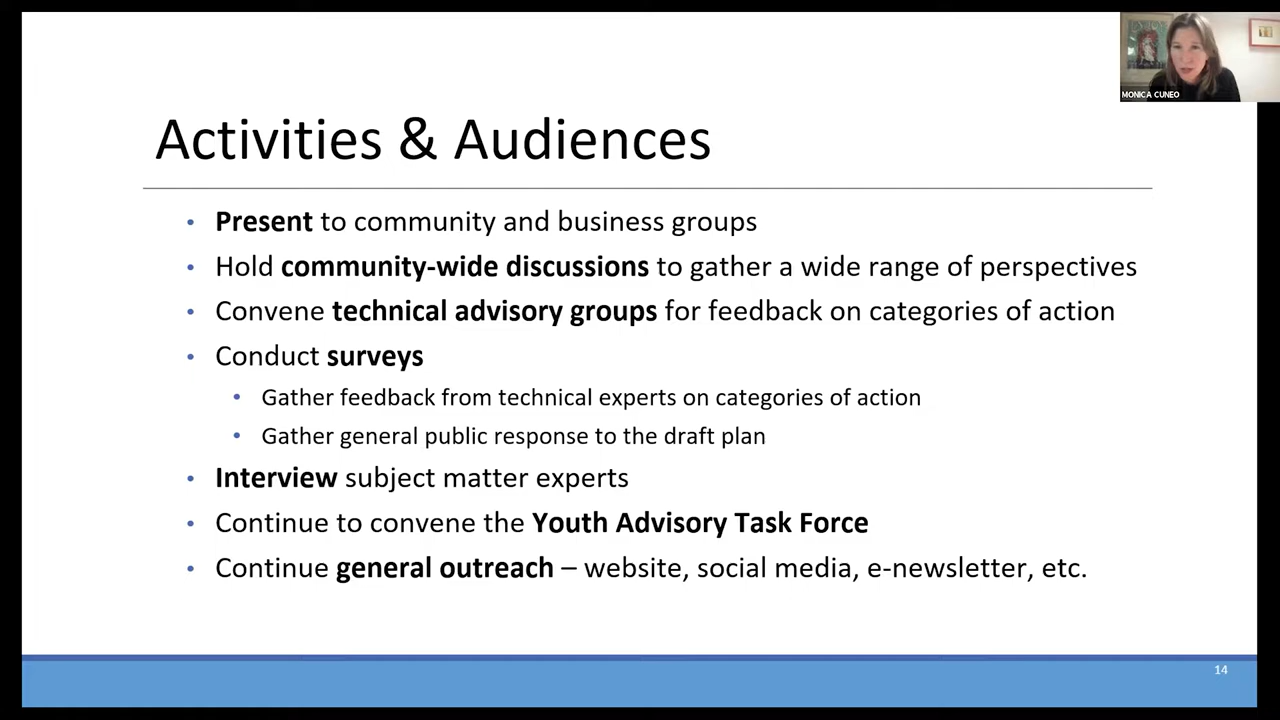 MONICA CUNEO
Activities & Audiences
• Present to community and business groups
• Hold community-wide discussions to gather a wide range of perspectives
• Convene technical advisory groups for feedback on categories of action
• Conduct surveys
• Gather feedback from technical experts on categories of action
• Gather general public response to the draft plan
• Interview subject matter experts
• Continue to convene the Youth Advisory Task Force
• Continue general outreach – website, social media, e-newsletter, etc.
14